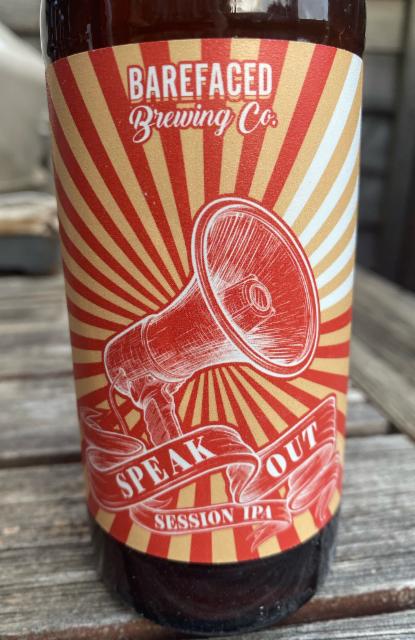 BAREFACED
Brewing Co.
SPEAK OUT
SESSION IPA